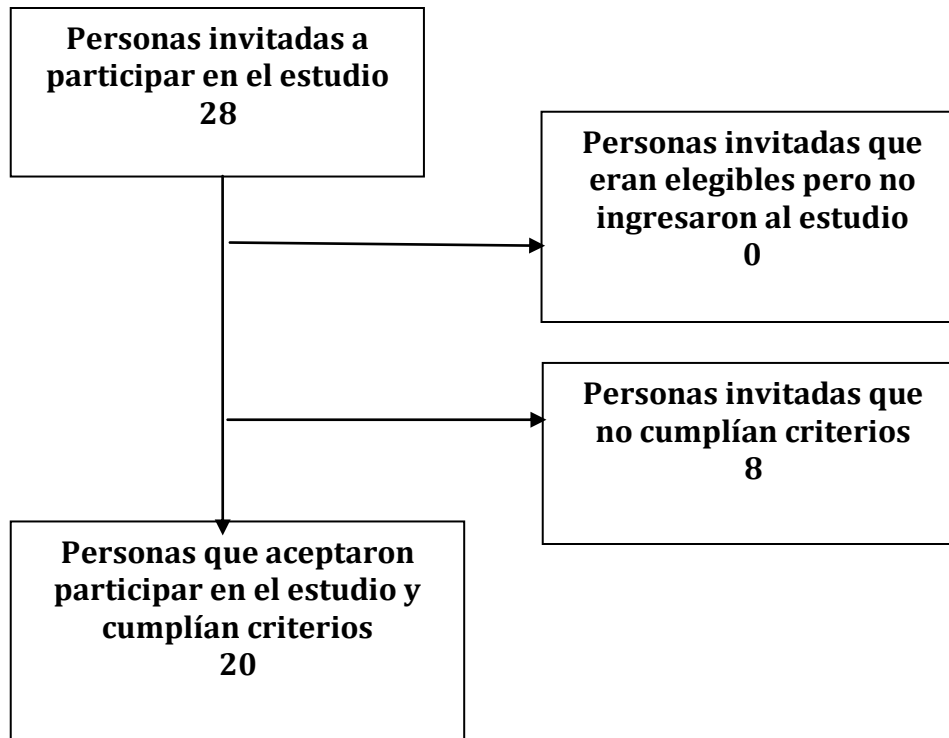 Personas invitadas a
participar en el estudio
28
Personas invitadas que
eran elegibles pero no
ingresaron al estudio
0
Personas invitadas que
no cumplían criterios
8
Personas que aceptaron
participar en el estudio y
cumplían criterios
20